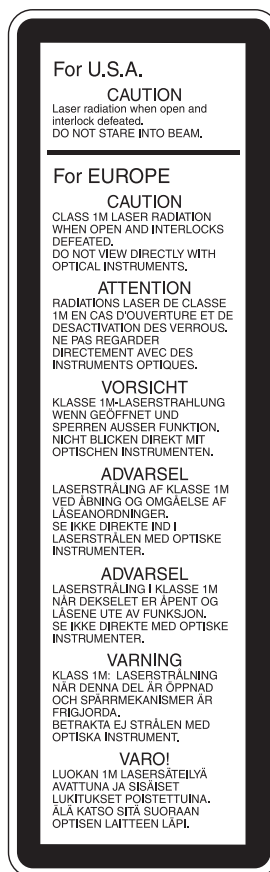 For U.S.A.
CAUTION
Laser radiation when open and
interlock defeated.
DO NOT STARE INTO BEAM.
For EUROPE
CAUTION
CLASS 1M LASER RADIATION
WHEN OPEN AND INTERLOCKS
DEFEATED.
DO NOT VIEW DIRECTLY WITH
OPTICAL INSTRUMENTS.
ATTENTION
RADIATIONS LASER DE CLASSE
1M EN CAS D'OUVERTURE ET DE
DESACTIVATION DES VERROUS.
NE PAS REGARDER
DIRECTEMENT AVEC DES
INSTRUMENTS OPTIQUES.
VORSICHT
KLASSE 1M-LASERSTRAHLUNG
WENN GEÖFFNET UND
SPERREN AUSSER FUNKTION.
NICHT BLICKEN DIREKT MIT
OPTISCHEN INSTRUMENTEN.
ADVARSEL
LASERSTRÅLING AF KLASSE 1M
VED ÅBNING OG OMGÅELSE AF
LÅSEANORDNINGER.
SE IKKE DIREKTE IND I
LASERSTRÅLEN MED OPTISKE
INSTRUMENTER.
ADVARSEL
LASERSTRÅLING I KLASSE 1M
NÅR DEKSELET ER ÅPENT OG
LÅSENE UTE AV FUNKSJON.
SE IKKE DIREKTE MED OPTISKE
INSTRUMENTER.
VARNING
KLASS 1M: LASERSTRÅLNING
NÄR DENNA DEL ÄR ÖPPNAD
OCH SPÄRRMEKANISMER ÄR
FRIGJORDA.
BETRAKTA EJ STRÅLEN MED
OPTISKA INSTRUMENT.
VARO!
LUOKAN 1M LASERSÄTEILYÄ
AVATTUNA JA SISÄISET
LUKITUKSET POISTETTUINA.
ÄLÄ KATSO SITÄ SUORAAN
OPTISEN LAITTEEN LÄPI.